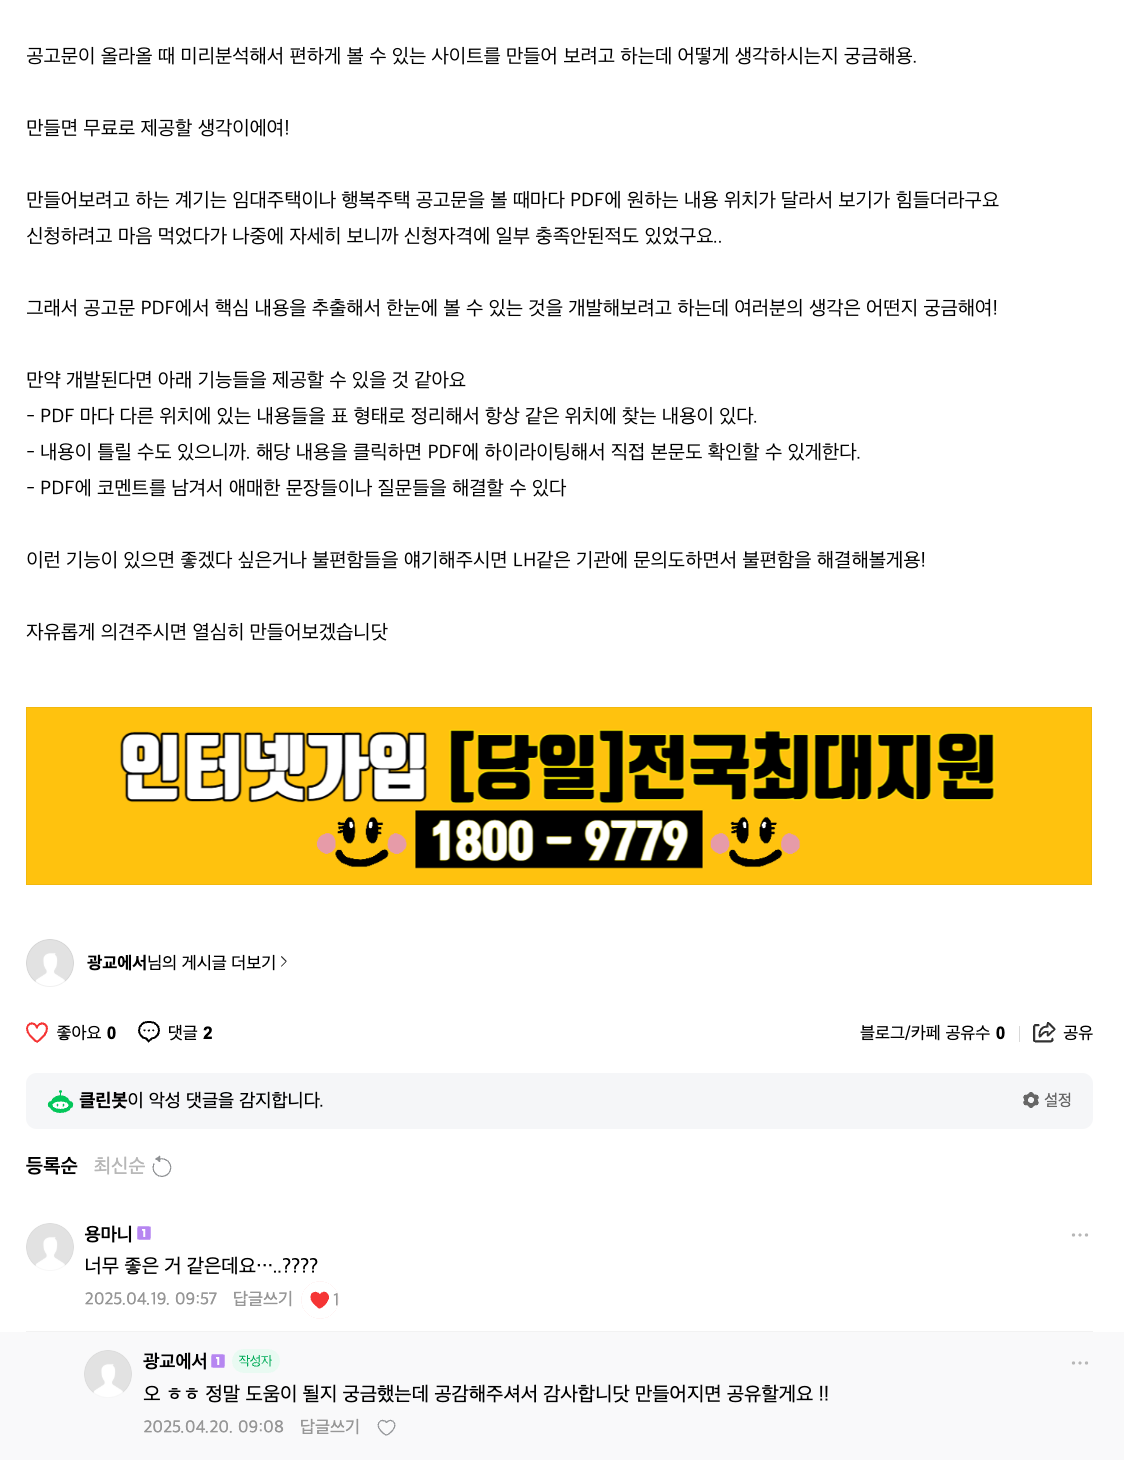 공고문이 올라올 때 미리분석해서 편하게 볼 수 있는 사이트를 만들어 보려고 하는데 어떻게 생각하시는지 궁금해용.
만들면 무료로 제공할 생각이에여!
만들어보려고 하는 계기는 임대주택이나 행복주택 공고문을 볼 때마다 PDF에 원하는 내용 위치가 달라서 보기가 힘들더라구요
신청하려고 마음 먹었다가 나중에 자세히 보니까 신청자격에 일부 충족안된적도 있었구요..
그래서 공고문 PDF에서 핵심 내용을 추출해서 한눈에 볼 수 있는 것을 개발해보려고 하는데 여러분의 생각은 어떤지 궁금해여!
만약 개발된다면 아래 기능들을 제공할 수 있을 것 같아요
- PDF 마다 다른 위치에 있는 내용들을 표 형태로 정리해서 항상 같은 위치에 찾는 내용이 있다.
- 내용이 틀릴 수도 있으니까. 해당 내용을 클릭하면 PDF에 하이라이팅해서 직접 본문도 확인할 수 있게한다.
- PDF에 코멘트를 남겨서 애매한 문장들이나 질문들을 해결할 수 있다
이런 기능이 있으면 좋겠다 싶은거나 불편함들을 얘기해주시면 LH같은 기관에 문의도하면서 불편함을 해결해볼게용!
자유롭게 의견주시면 열심히 만들어보겠습니닷
인터넷가입 [당일]전국최대지원
1800 - 9779
광교에서님의 게시글 더보기
좋아요 0 댓글 2 블로그/카페 공유수 0 공유
클린봇이 악성 댓글을 감지합니다. 설정
등록순 최신순
용마니 1
너무 좋은 거 같은데요…..????
2025.04.19. 09:57 답글쓰기 1
광교에서 1 작성자
오 ㅎㅎ 정말 도움이 될지 궁금했는데 공감해주셔서 감사합니닷 만들어지면 공유할게요 !!
2025.04.20. 09:08 답글쓰기